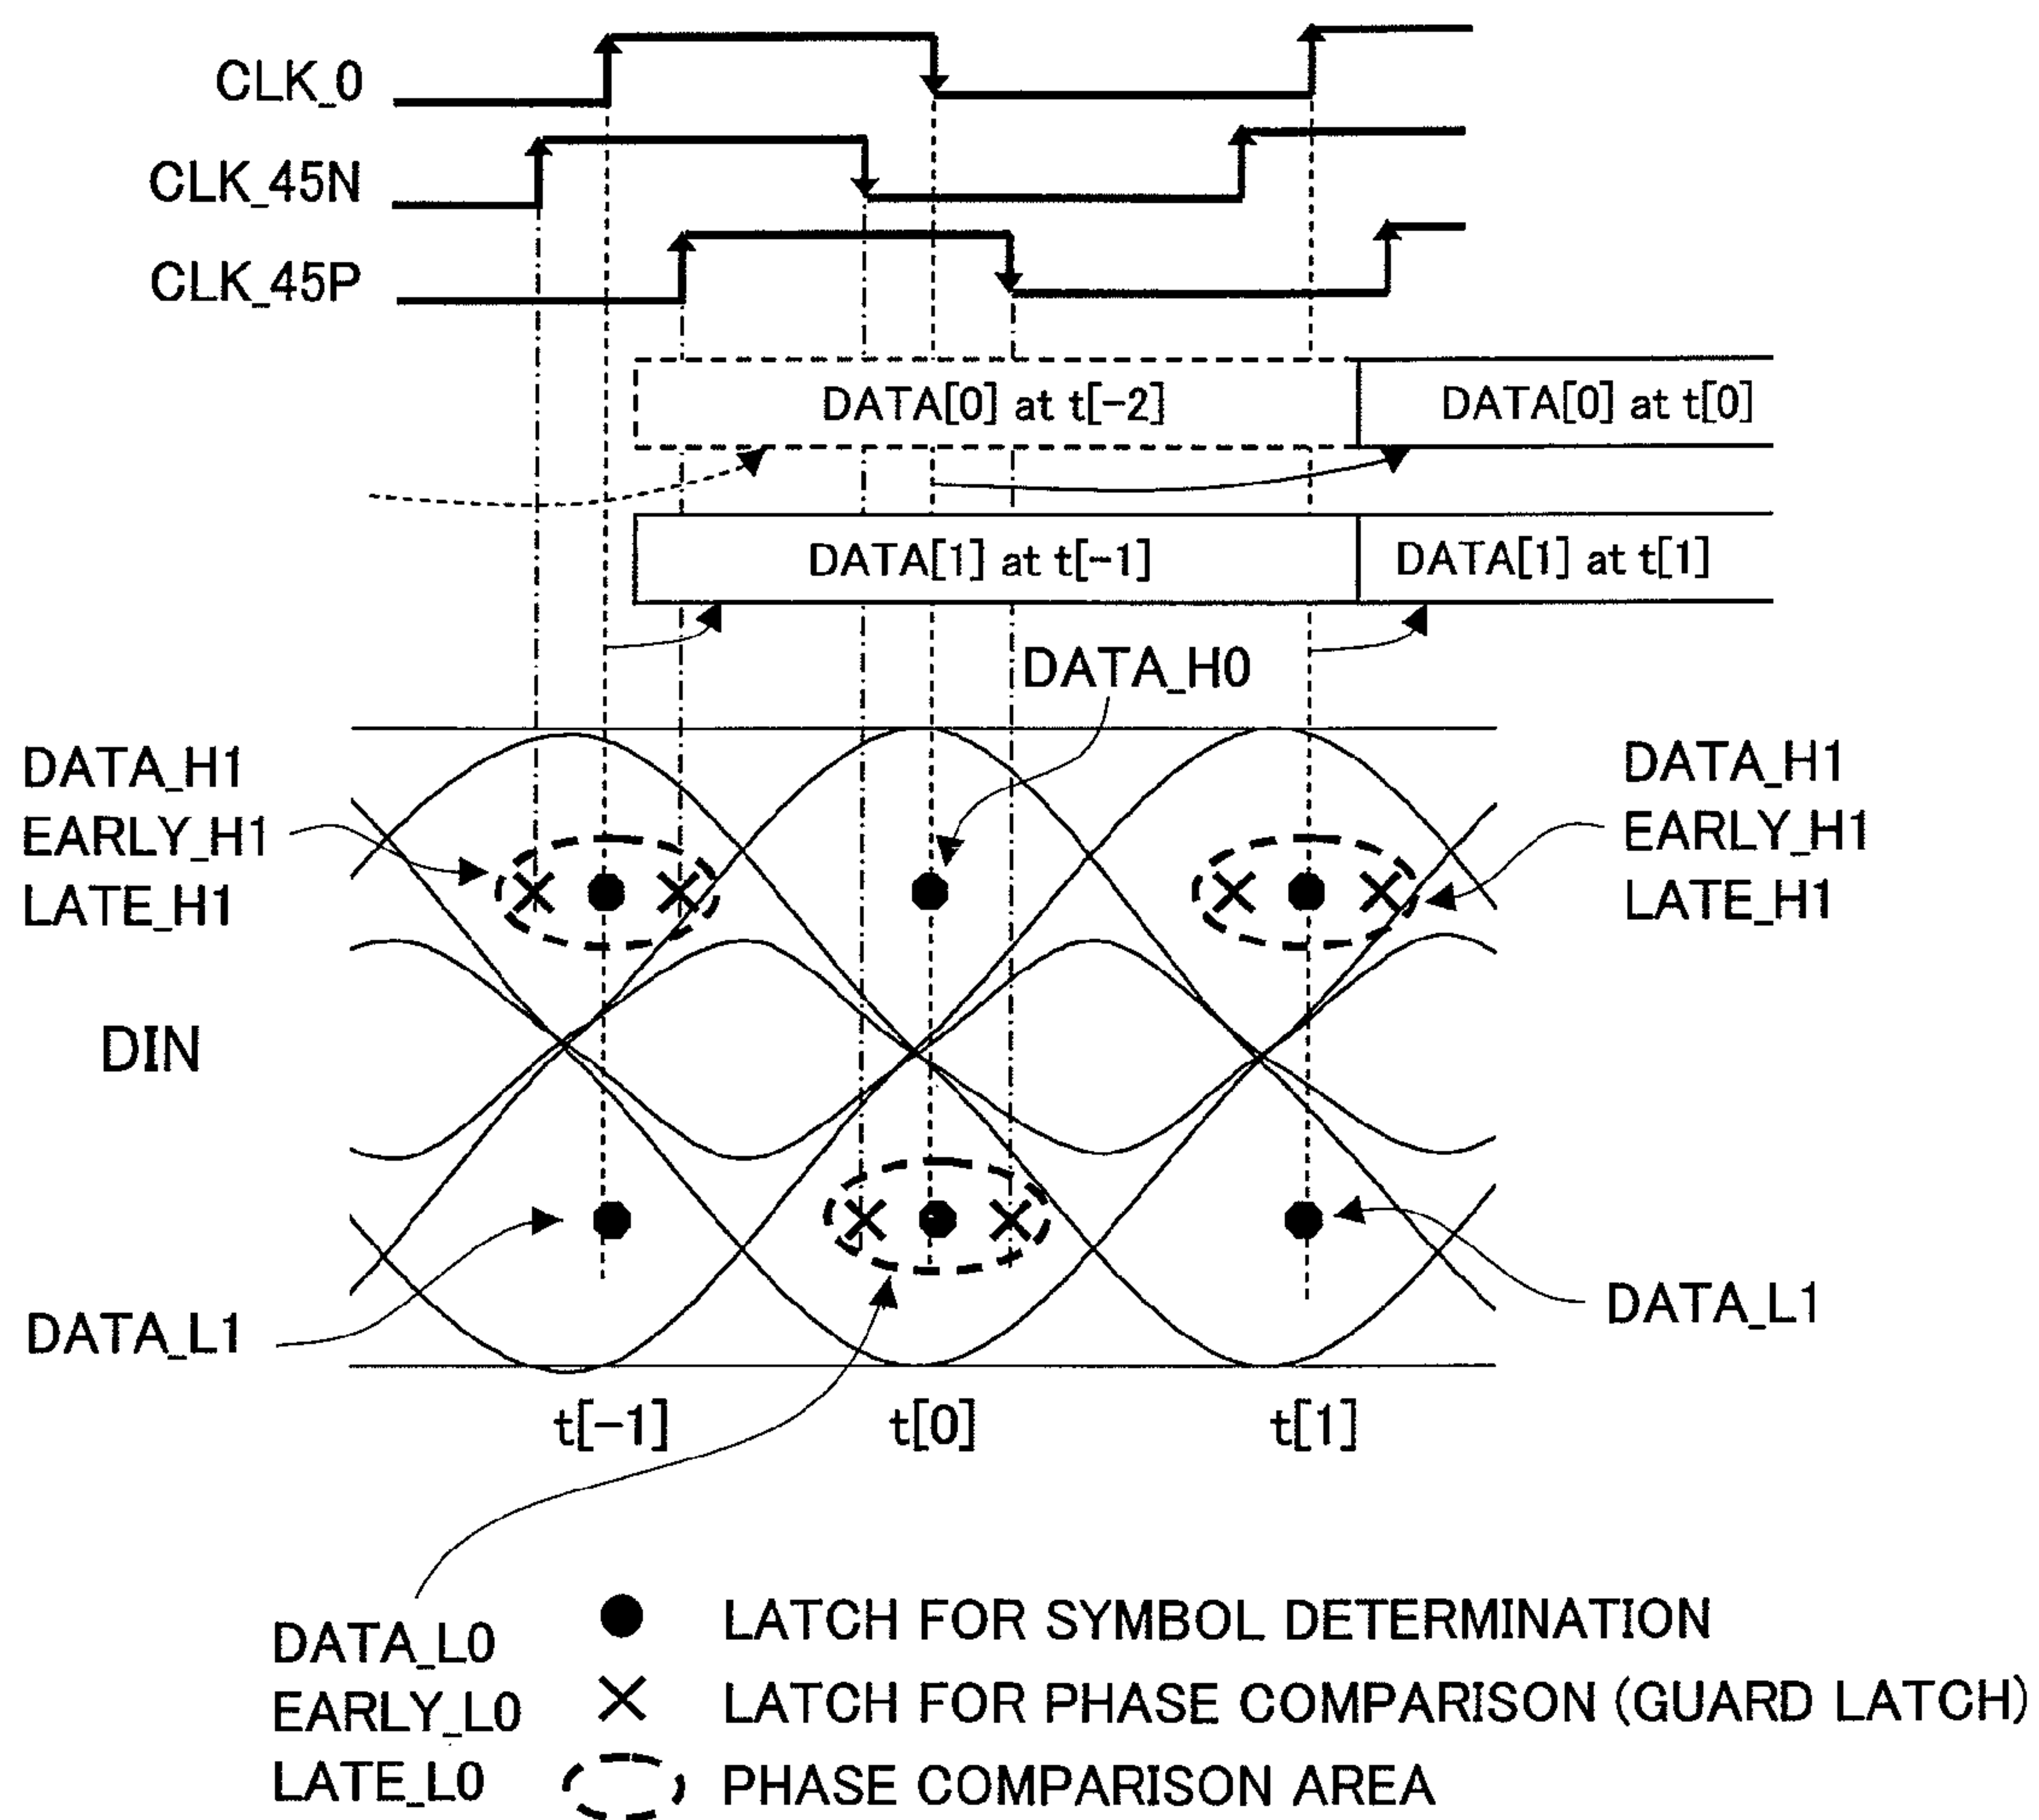 CLK_0
CLK_45N
CLK_45P
DATA[0] at t[-2]
DATA[0] at t[0]
DATA[1] at t[-1]
DATA[1] at t[1]
DATA_H0
DATA_H1
EARLY_H1
LATE_H1
DATA_H1
EARLY_H1
LATE_H1
DIN
DATA_L1
DATA_L1
t[-1]
t[0]
t[1]
DATA_L0
EARLY_L0
LATE_L0
LATCH FOR SYMBOL DETERMINATION
LATCH FOR PHASE COMPARISON (GUARD LATCH)
PHASE COMPARISON AREA